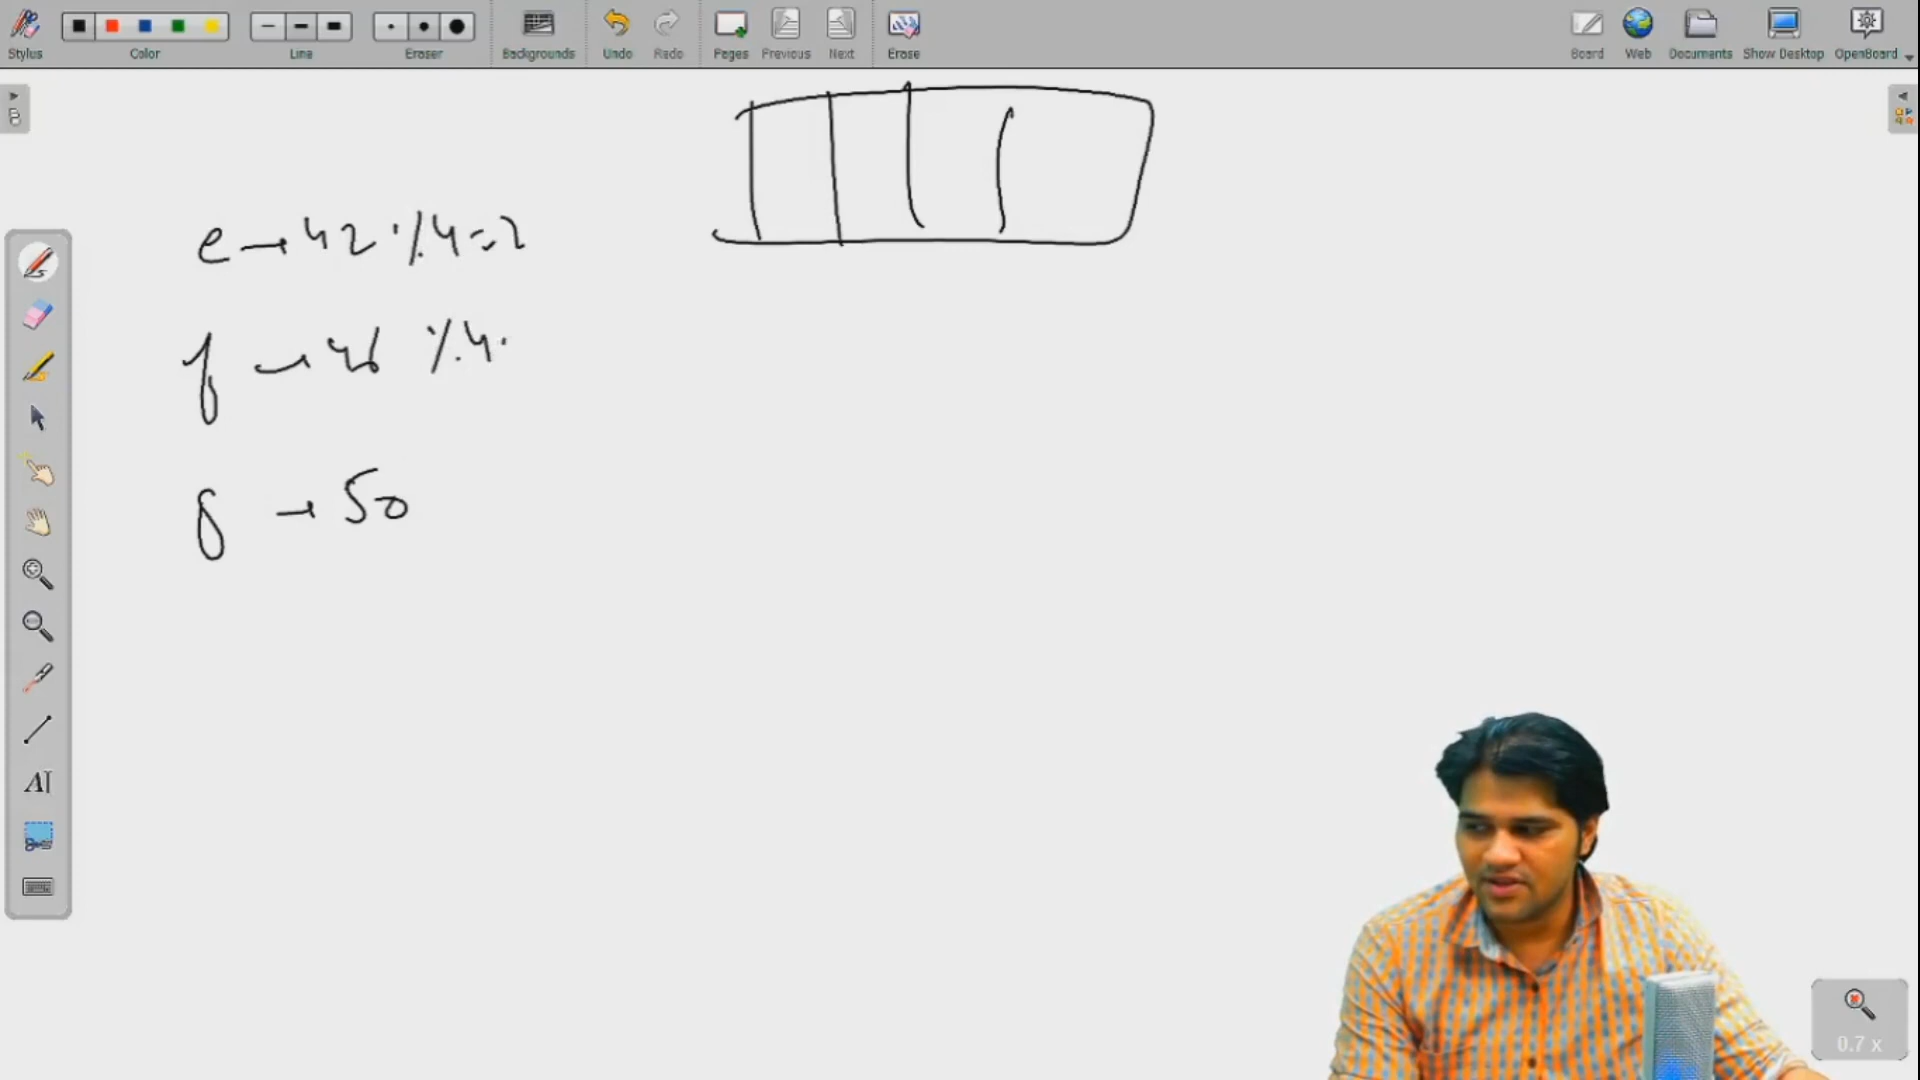 Stylus Color Line Eraser Backgrounds Undo Redo Pages Previous Next Erase Board Web Documents Show Desktop OpenBoard
e → 42 % 4 = 2
f → 46 % 4
g → 50
AI
0.7 x